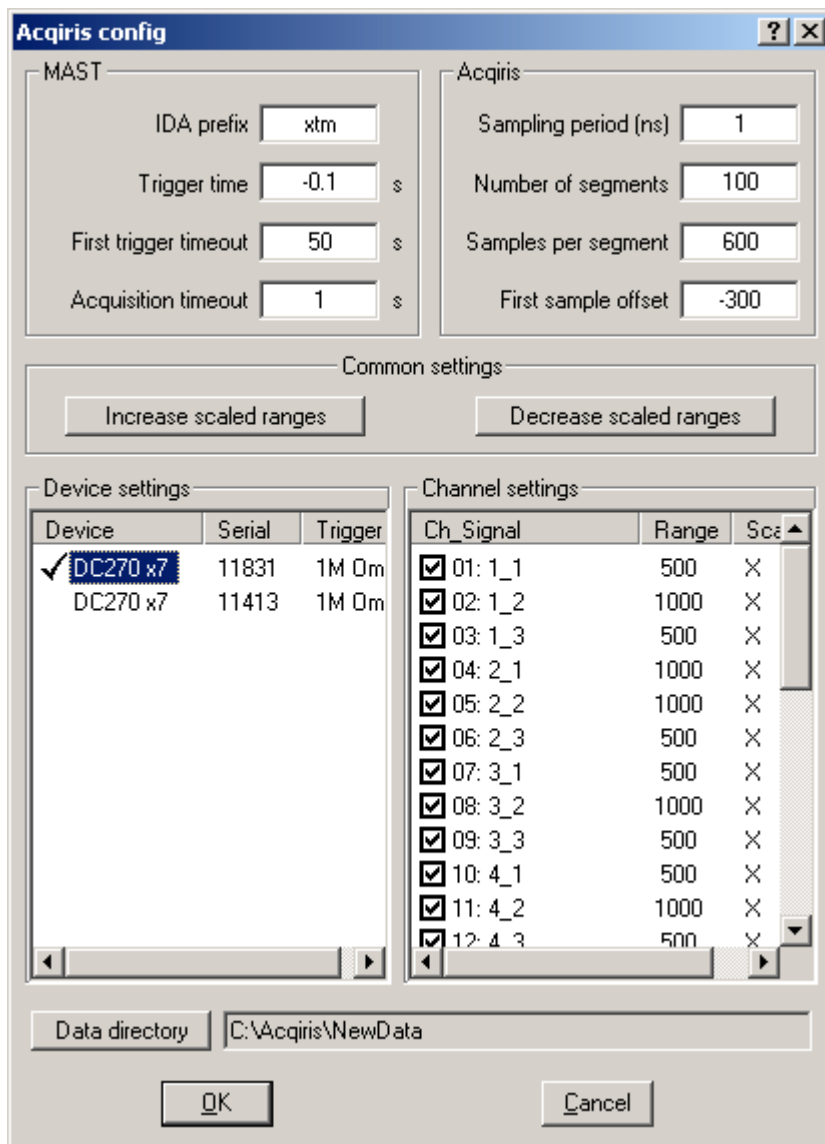 Acqiris config
MAST
IDA prefix xtm
Trigger time -0.1 s
First trigger timeout 50 s
Acquisition timeout 1 s
Acqiris
Sampling period (ns) 1
Number of segments 100
Samples per segment 600
First sample offset -300
Common settings
Increase scaled ranges Decrease scaled ranges
Device settings
Device Serial Trigger
DC270 x7 11831 1M Om
DC270 x7 11413 1M Om
Channel settings
Ch_Signal Range Sca
01: 1_1 500 X
02: 1_2 1000 X
03: 1_3 500 X
04: 2_1 1000 X
05: 2_2 1000 X
06: 2_3 500 X
07: 3_1 500 X
08: 3_2 1000 X
09: 3_3 500 X
10: 4_1 500 X
11: 4_2 1000 X
12: 4_3 500 X
Data directory C:\Acqiris\NewData
OK Cancel